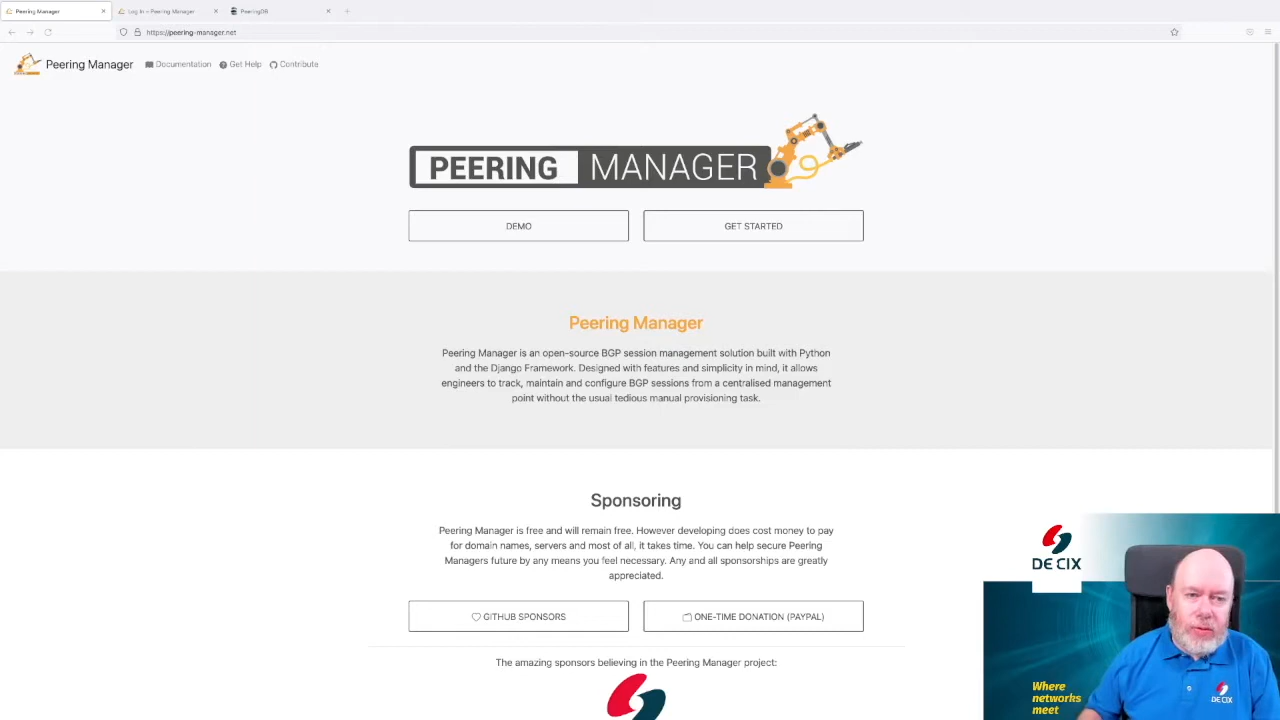 Peering Manager
Log In - Peering Manager
PeeringDB
https://peering-manager.net
Peering Manager
Documentation
Get Help
Contribute
PEERING MANAGER
DEMO
GET STARTED
Peering Manager
Peering Manager is an open-source BGP session management solution built with Python
and the Django Framework. Designed with features and simplicity in mind, it allows
engineers to track, maintain and configure BGP sessions from a centralised management
point without the usual tedious manual provisioning task.
Sponsoring
Peering Manager is free and will remain free. However developing does cost money to pay
for domain names, servers and most of all, it takes time. You can help secure Peering
Managers future by any means you feel necessary. Any and all sponsorships are greatly
appreciated.
GITHUB SPONSORS
ONE-TIME DONATION (PAYPAL)
The amazing sponsors believing in the Peering Manager project:
DE CIX
Where
networks
meet
DE CIX